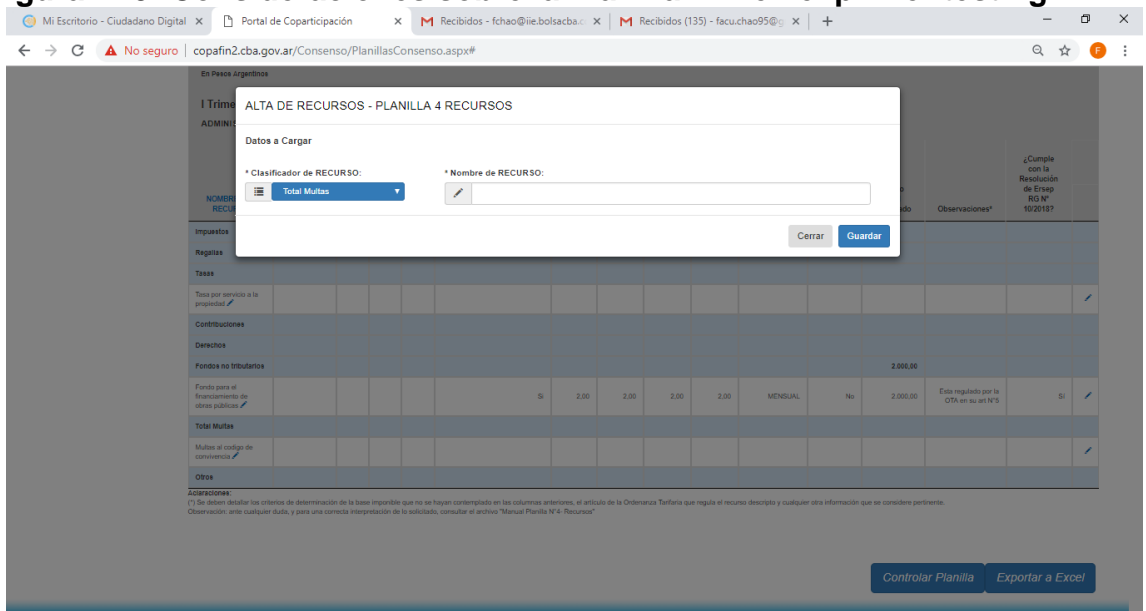 Mi Escritorio - Ciudadano Digital
Portal de Coparticipación
Recibidos - fchao@iie.bolsacba.c
Recibidos (135) - facu.chao95@g
No seguro
copafin2.cba.gov.ar/Consenso/PlanillasConsenso.aspx#
F
En Pesos Argentinos
I Trime
ADMINIS
ALTA DE RECURSOS - PLANILLA 4 RECURSOS
Datos a Cargar
* Clasificador de RECURSO:
* Nombre de RECURSO:
Total Multas
Cerrar
Guardar
NOMBR
RECU
do
Observaciones*
¿Cumple
con la
Resolución
de Ersep
RG N°
10/2018?
Impuestos
Regalías
Tasas
Tasa por servicio a la
propiedad
Contribuciones
Derechos
Fondos no tributarios 2.000,00
Fondo para el
financiamiento de
obras públicas
Si 2,00 2,00 2,00 2,00 MENSUAL No 2.000,00
Esta regulado por la
OTA en su art N°5
Sí
Total Multas
Multas al codigo de
convivencia
Otros
Aclaraciones:
(*) Se deben detallar los criterios de determinación de la base imponible que no se hayan contemplado en las columnas anteriores, el artículo de la Ordenanza Tarifaria que regula el recurso descripto y cualquier otra información que se considere pertinente.
Observación: ante cualquier duda, y para una correcta interpretación de lo solicitado, consultar el archivo "Manual Planilla N°4- Recursos"
Controlar Planilla
Exportar a Excel